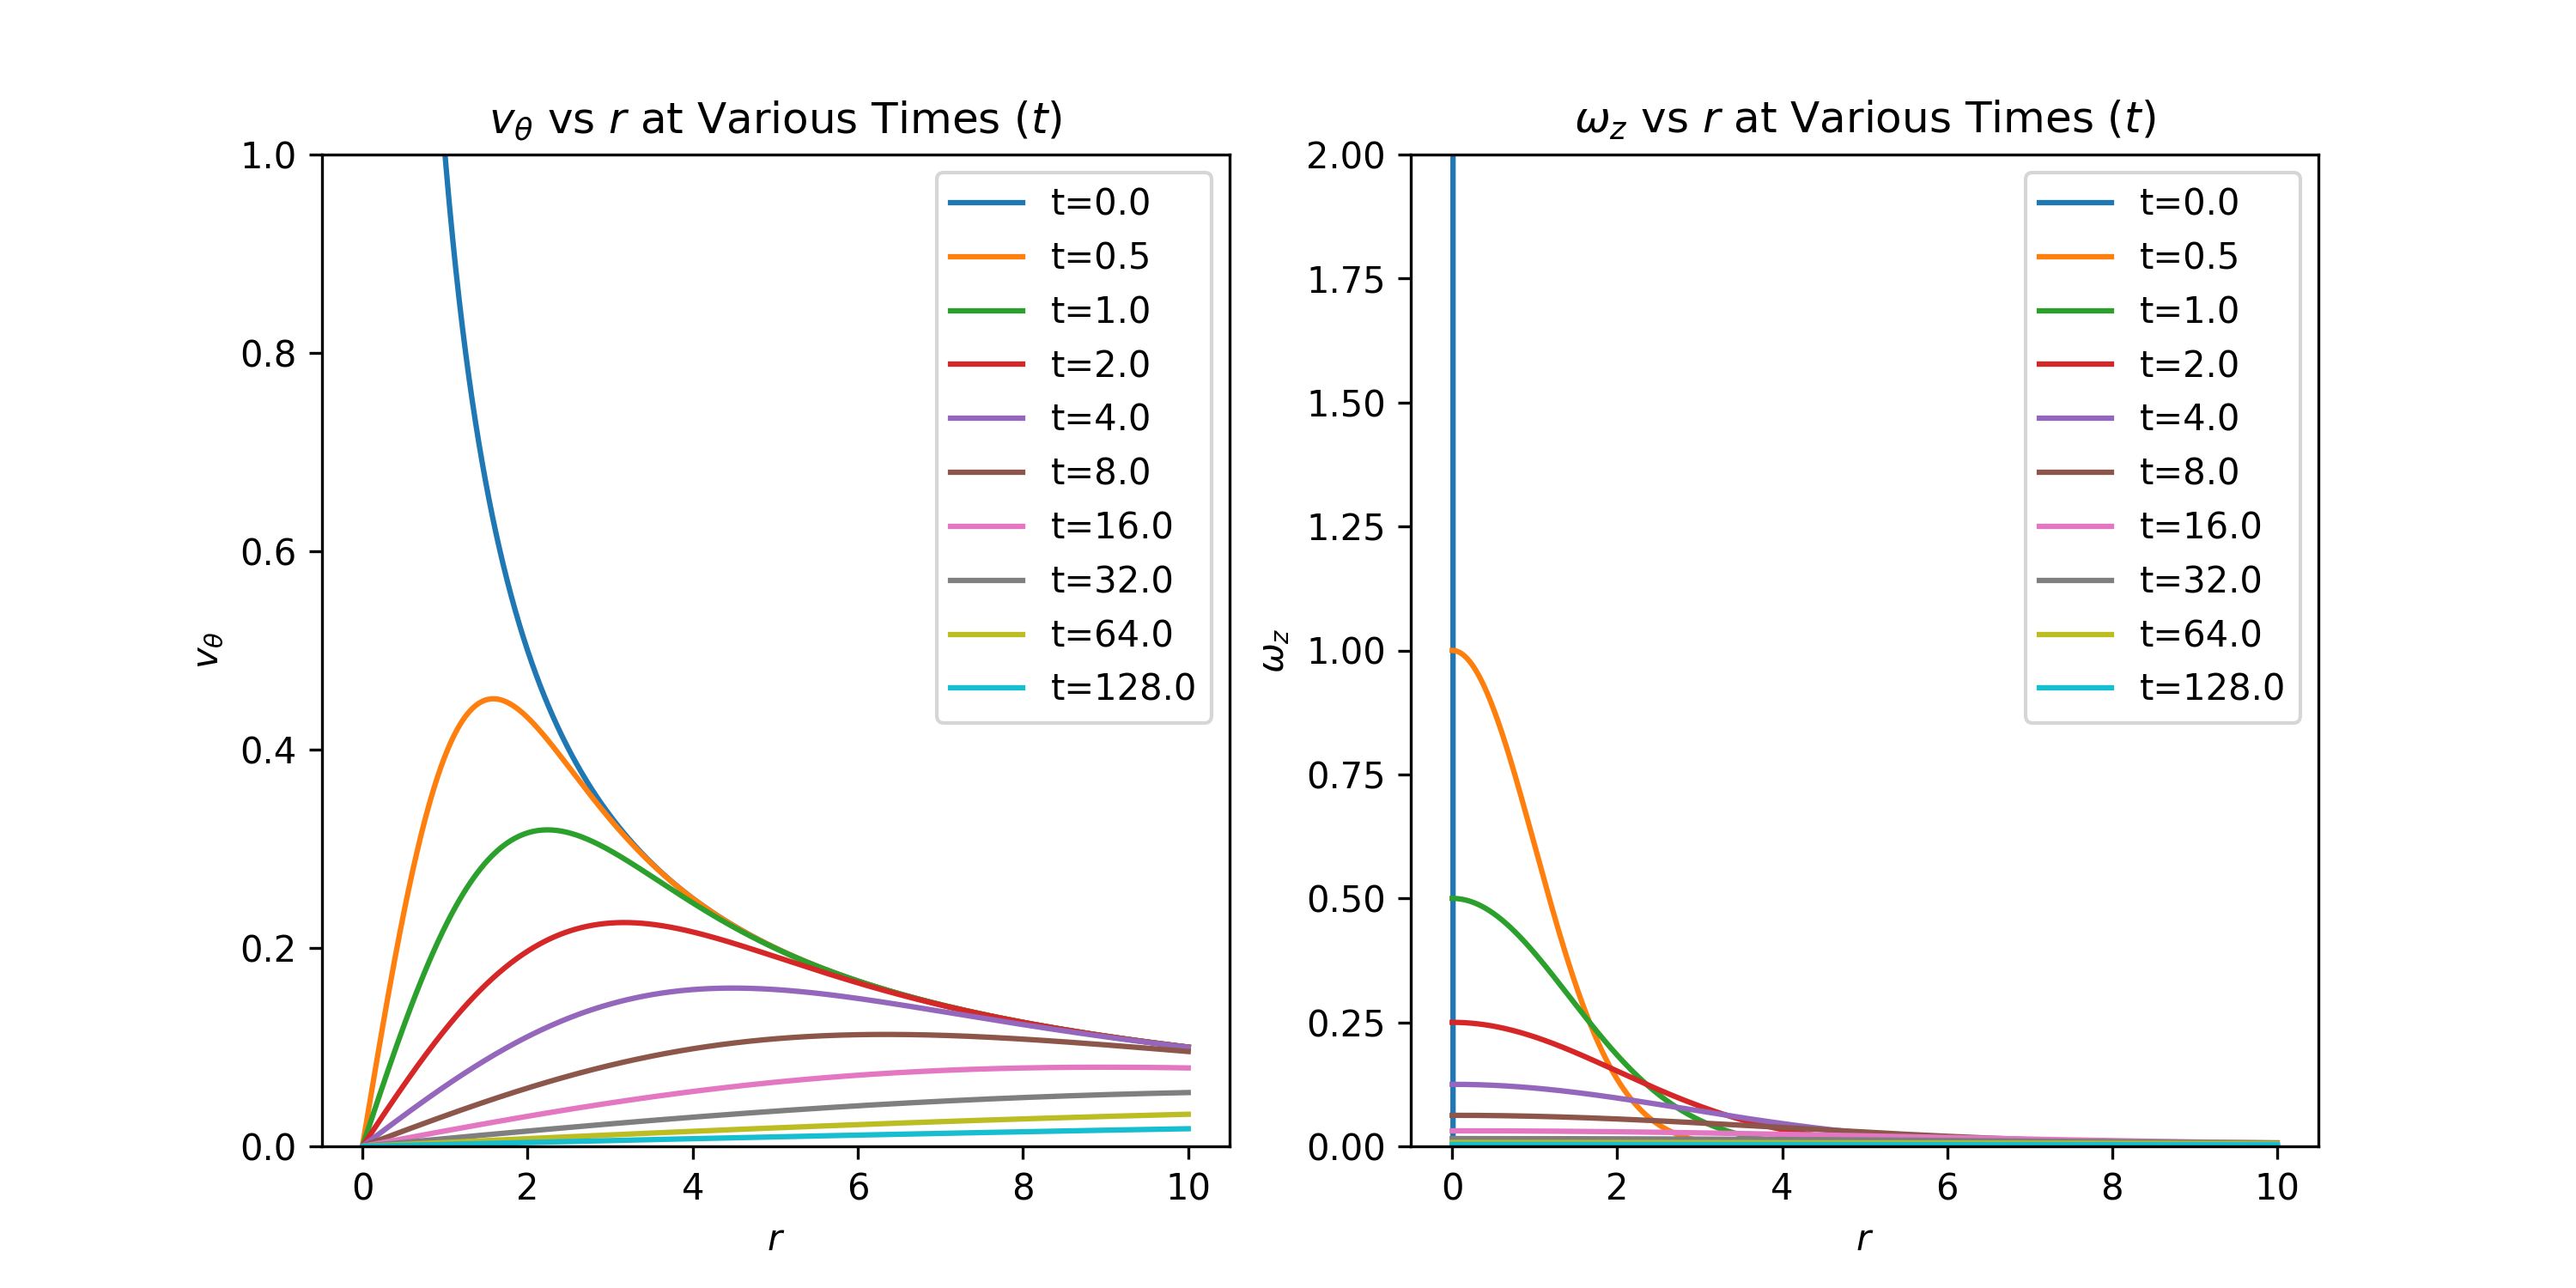 v_θ vs r at Various Times (t)
1.0
0.8
0.6
0.4
0.2
0.0
v_θ
0 2 4 6 8 10
r
t=0.0
t=0.5
t=1.0
t=2.0
t=4.0
t=8.0
t=16.0
t=32.0
t=64.0
t=128.0
ω_z vs r at Various Times (t)
2.00
1.75
1.50
1.25
1.00
0.75
0.50
0.25
0.00
ω_z
0 2 4 6 8 10
r
t=0.0
t=0.5
t=1.0
t=2.0
t=4.0
t=8.0
t=16.0
t=32.0
t=64.0
t=128.0